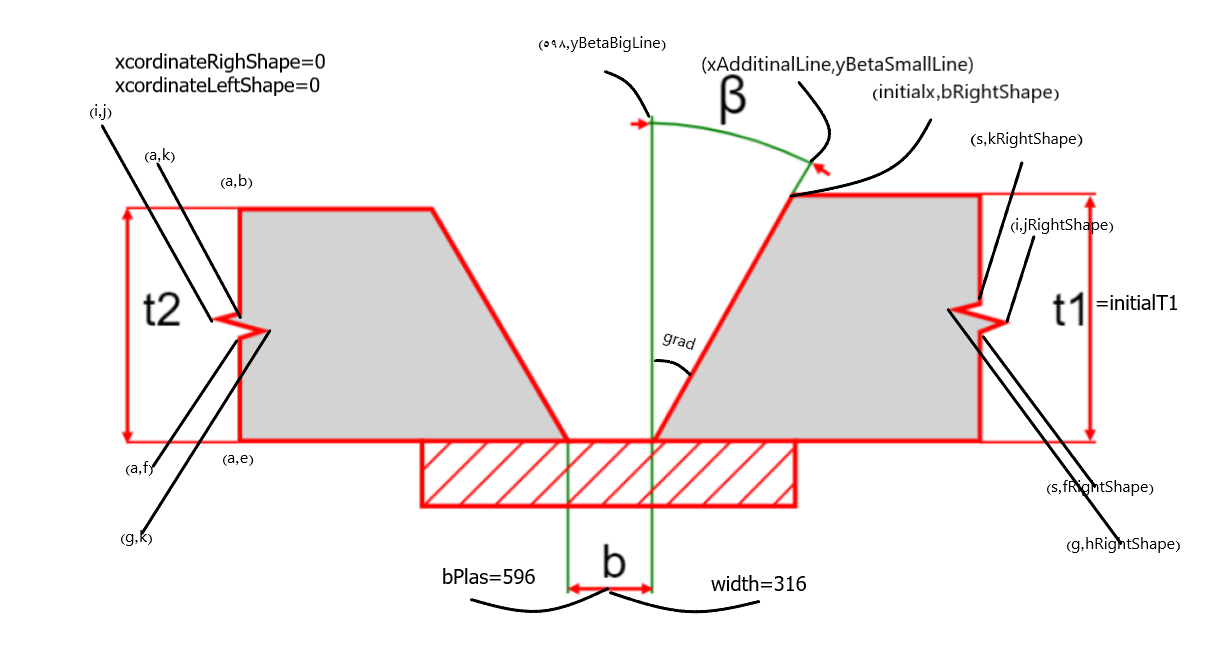 (٥٩٨,yBetaBigLine)
xcordinateRighShape=0
xcordinateLeftShape=0
(xAdditinalLine,yBetaSmallLine)
β
(initialx,bRightShape)
(i,j)
(a,k)
(s,kRightShape)
(a,b)
(i,jRightShape)
t2
t1
=initialT1
grad
(a,f)
(a,e)
(s,fRightShape)
(g,k)
(g,hRightShape)
b
bPlas=596
width=316